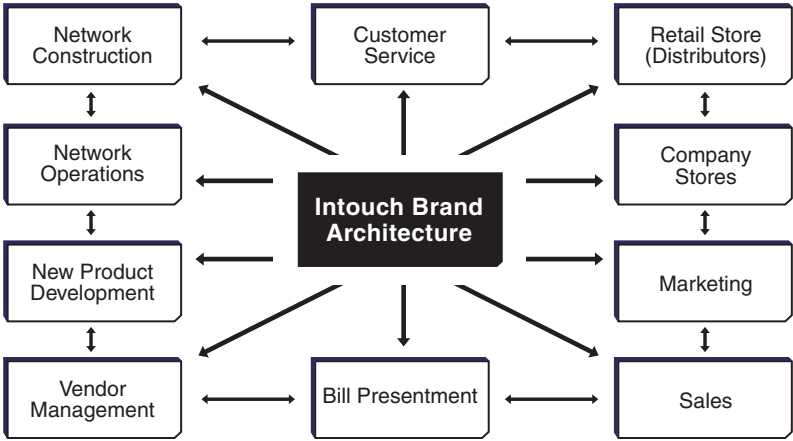 Network
Construction
Customer
Service
Retail Store
(Distributors)
Network
Operations
Company
Stores
Intouch Brand
Architecture
New Product
Development
Marketing
Vendor
Management
Bill Presentment
Sales